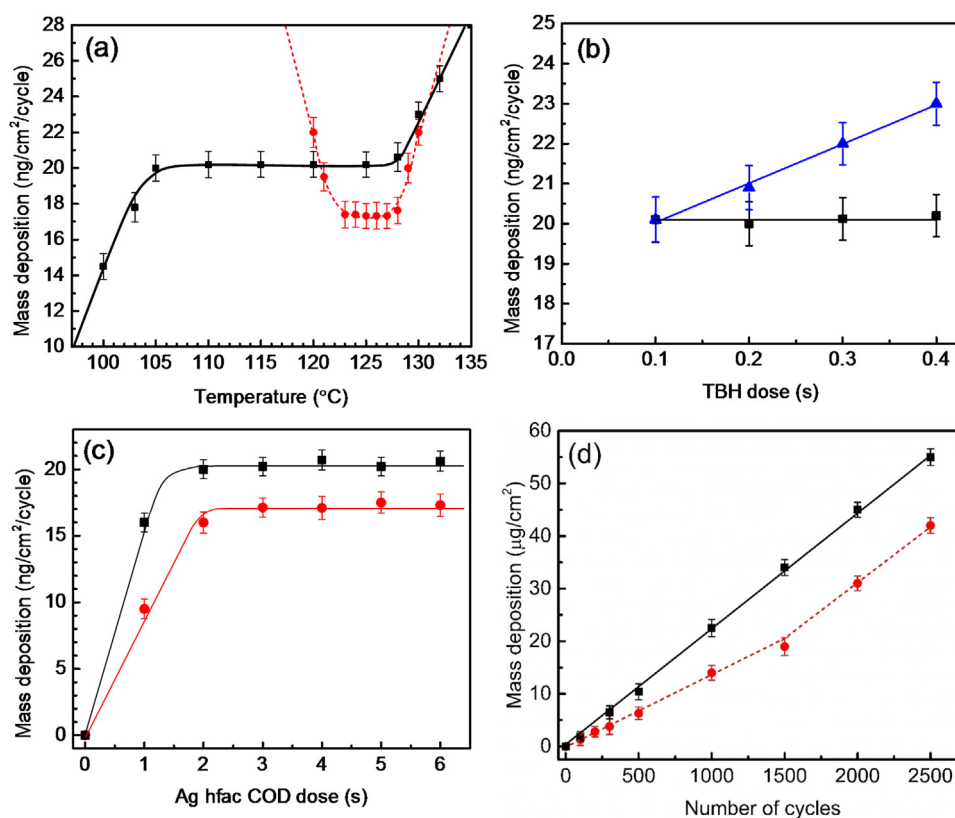 (a)
Mass deposition (ng/cm²/cycle)
28
26
24
22
20
18
16
14
12
10
100 105 110 115 120 125 130 135
Temperature (°C)
(b)
Mass deposition (ng/cm²/cycle)
25
24
23
22
21
20
19
18
17
0.0 0.1 0.2 0.3 0.4
TBH dose (s)
(c)
Mass deposition (ng/cm²/cycle)
20
15
10
5
0
0 1 2 3 4 5 6
Ag hfac COD dose (s)
(d)
Mass deposition (µg/cm²)
60
50
40
30
20
10
0
0 500 1000 1500 2000 2500
Number of cycles